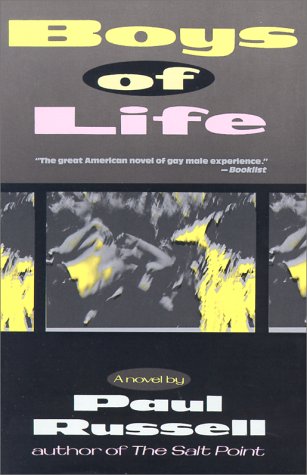 Boys
of
Life
"The great American novel of gay male experience."
—Booklist
A novel by
Paul
Russell
author of The Salt Point